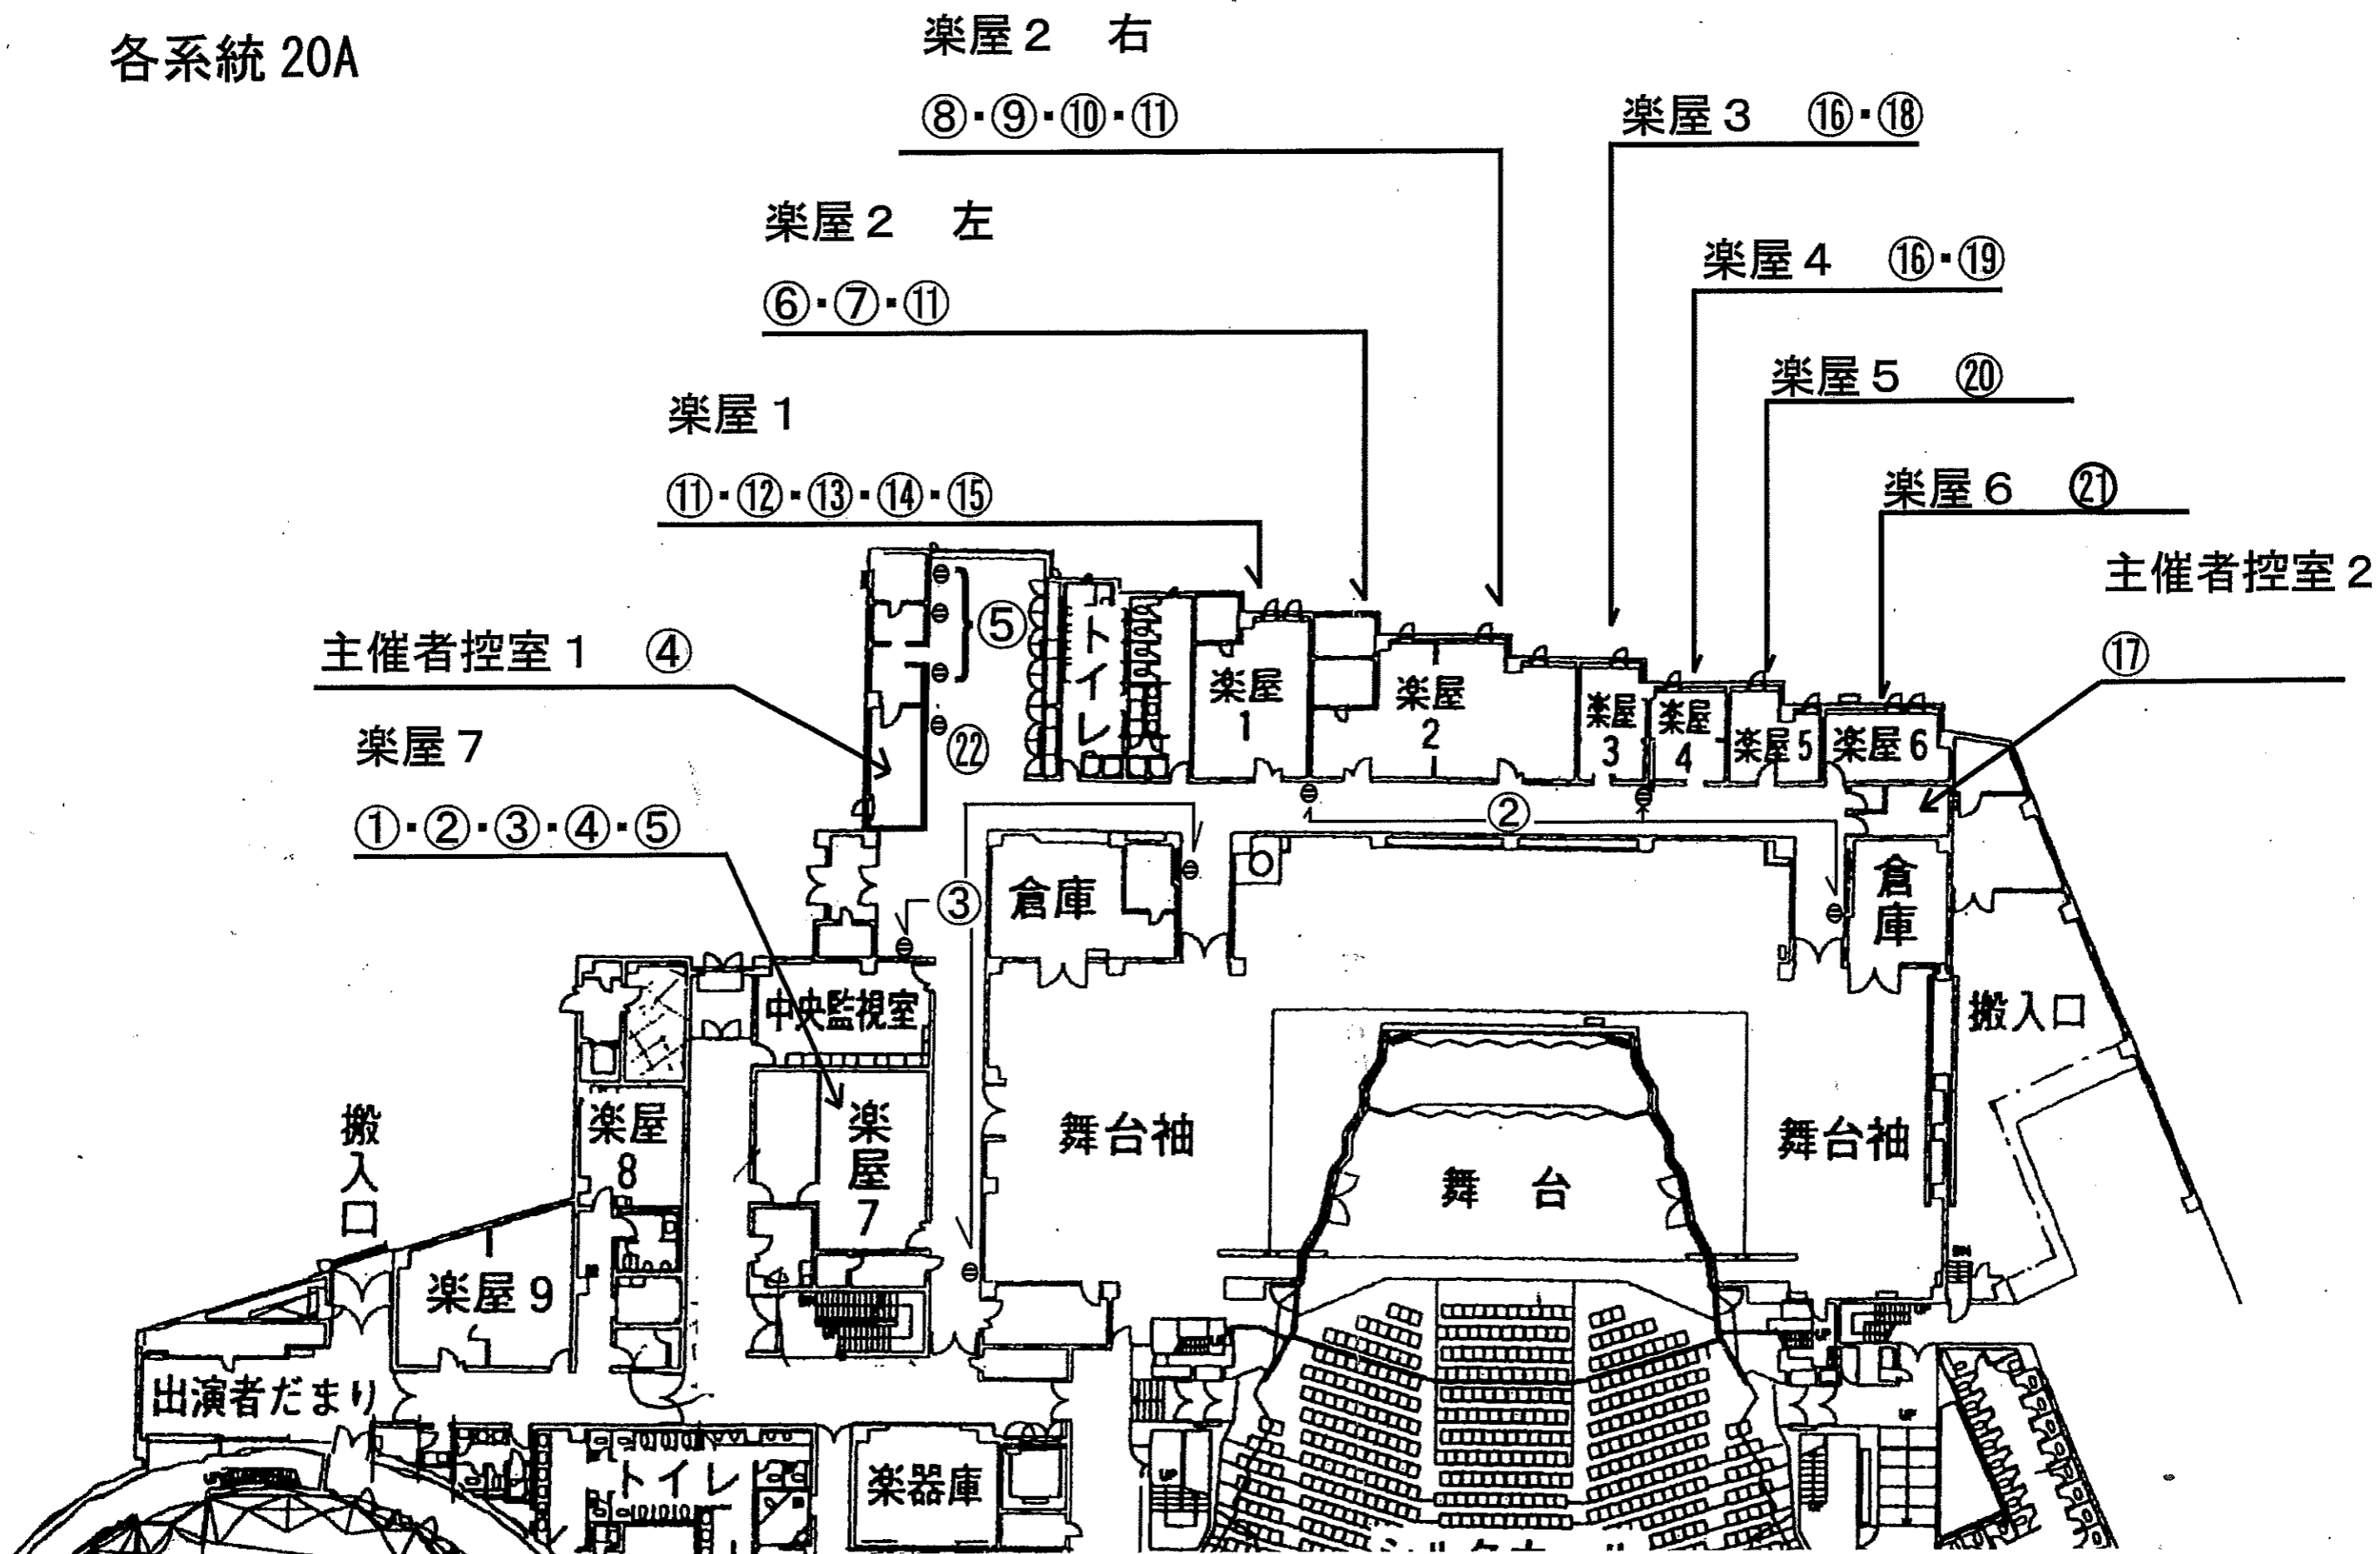 各系統 20A
楽屋2 右
⑧・⑨・⑩・⑪
楽屋3 ⑯・⑱
楽屋2 左
⑥・⑦・⑪
楽屋4 ⑯・⑲
楽屋5 ⑳
楽屋1
⑪・⑫・⑬・⑭・⑮
楽屋6 ㉑
主催者控室2
⑰
主催者控室1 ④
⑤
㉒
楽屋7
①・②・③・④・⑤
トイレ
楽屋
1
楽屋
2
楽屋
3
楽屋
4
楽屋5
楽屋6
②
③
倉庫
倉庫
中央監視室
搬入口
搬入口
楽屋
8
楽屋
7
舞台袖
舞台
舞台袖
楽屋9
出演者だまり
トイレ
楽器庫
UP
UP
UP